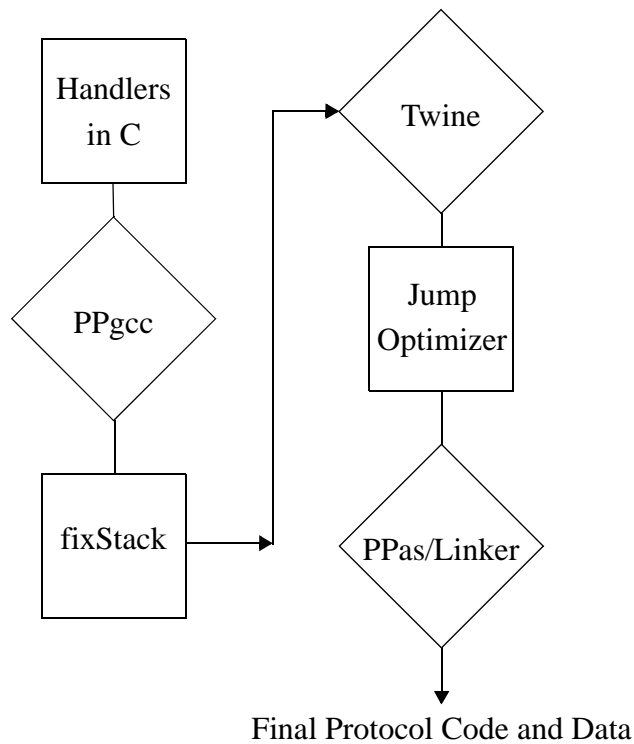 Handlers
in C
PPgcc
fixStack
Twine
Jump
Optimizer
PPas/Linker
Final Protocol Code and Data